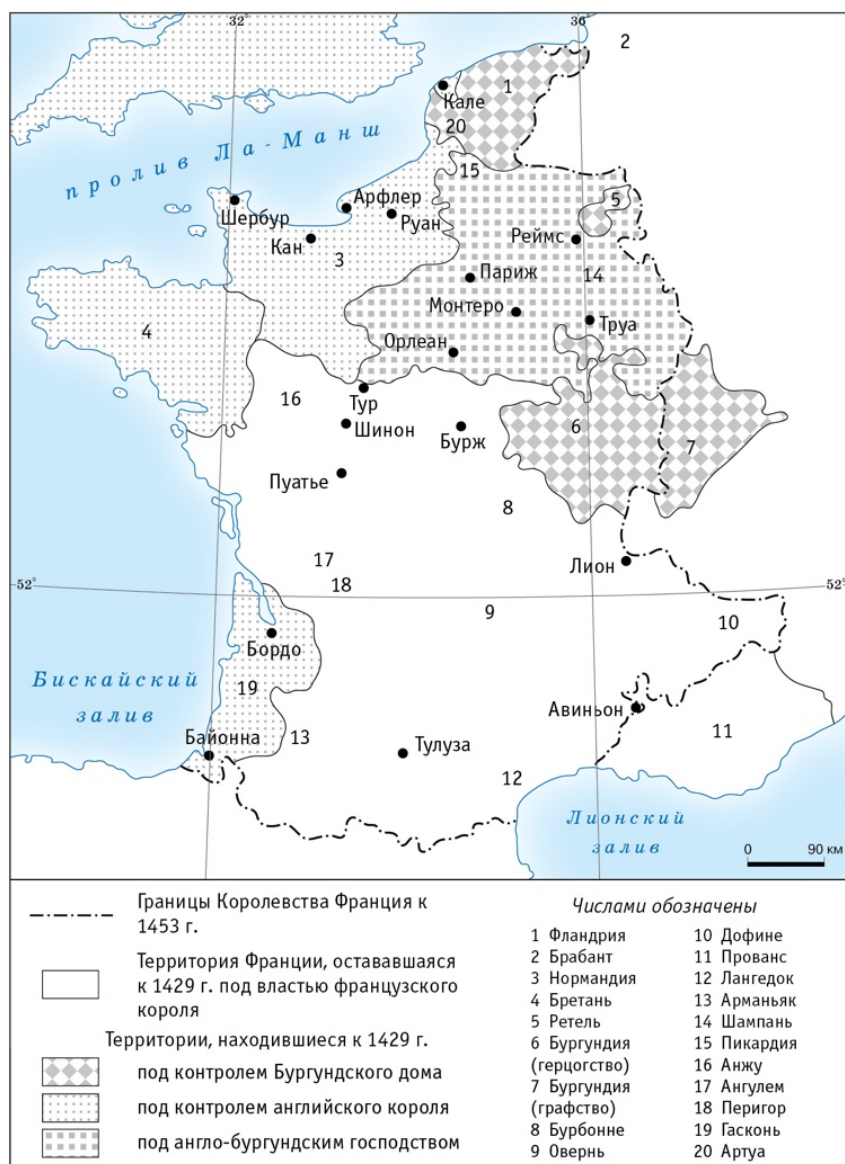 32°
36
2
1
Кале
20
пролив Ла-Манш
15
5
Шербур
Арфлер
Руан
Кан
3
Реймс
14
Париж
Монтеро
Труа
4
Орлеан
16
Тур
Шинон
Бурж
6
7
Пуатье
8
17
Лион
52°
18
52°
9
10
Бордо
Бискайский
залив
19
Авиньон
11
Байонна
13
Тулуза
12
Лионский
залив
0 90 км
Границы Королевства Франция к
1453 г.
Территория Франции, остававшаяся
к 1429 г. под властью французского
короля
Территории, находившиеся к 1429 г.
под контролем Бургундского дома
под контролем английского короля
под англо-бургундским господством
Числами обозначены
1 Фландрия
2 Брабант
3 Нормандия
4 Бретань
5 Ретель
6 Бургундия
(герцогство)
7 Бургундия
(графство)
8 Бурбонне
9 Овернь
10 Дофине
11 Прованс
12 Лангедок
13 Арманьяк
14 Шампань
15 Пикардия
16 Анжу
17 Ангулем
18 Перигор
19 Гасконь
20 Артуа